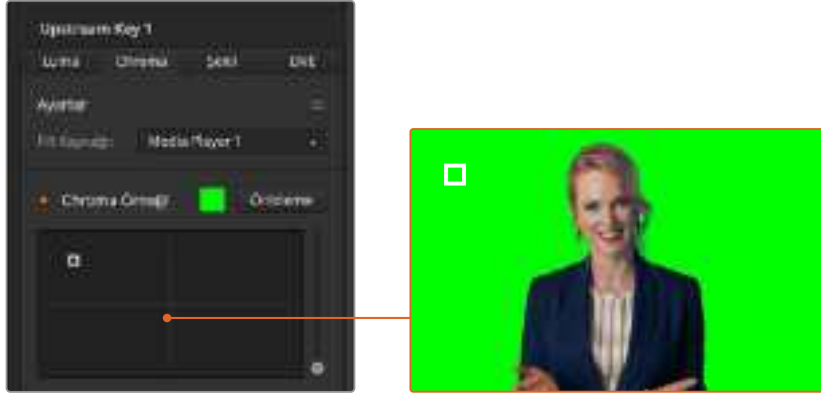 Upstream Key 1
Luma Chroma Şekil DVE
Ayarlar
Fill Kaynağı: Media Player 1
Chroma Örneği Önizleme